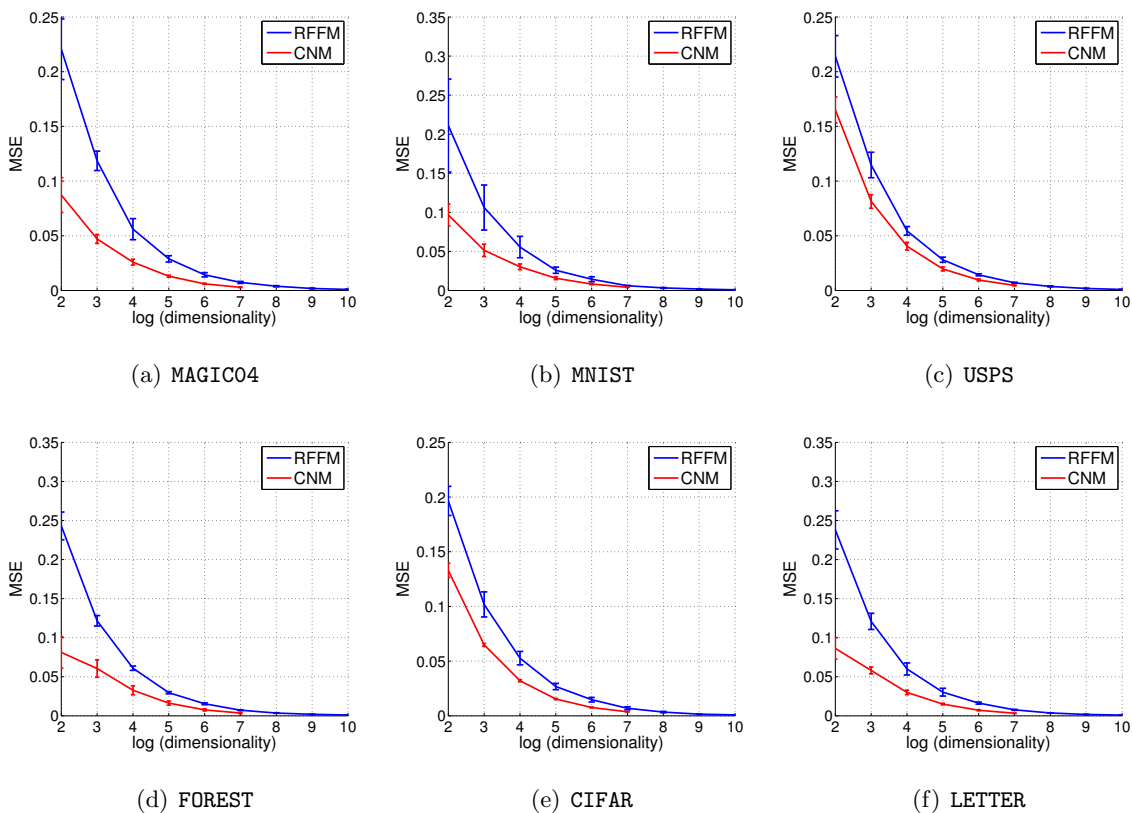 0.25
0.2
0.15
0.1
0.05
0
MSE
2 3 4 5 6 7 8 9 10
log (dimensionality)
RFFM
CNM
(a) MAGIC04
0.35
0.3
0.25
0.2
0.15
0.1
0.05
0
MSE
2 3 4 5 6 7 8 9 10
log (dimensionality)
RFFM
CNM
(b) MNIST
0.25
0.2
0.15
0.1
0.05
0
MSE
2 3 4 5 6 7 8 9 10
log (dimensionality)
RFFM
CNM
(c) USPS
0.35
0.3
0.25
0.2
0.15
0.1
0.05
0
MSE
2 3 4 5 6 7 8 9 10
log (dimensionality)
RFFM
CNM
(d) FOREST
0.25
0.2
0.15
0.1
0.05
0
MSE
2 3 4 5 6 7 8 9 10
log (dimensionality)
RFFM
CNM
(e) CIFAR
0.35
0.3
0.25
0.2
0.15
0.1
0.05
0
MSE
2 3 4 5 6 7 8 9 10
log (dimensionality)
RFFM
CNM
(f) LETTER